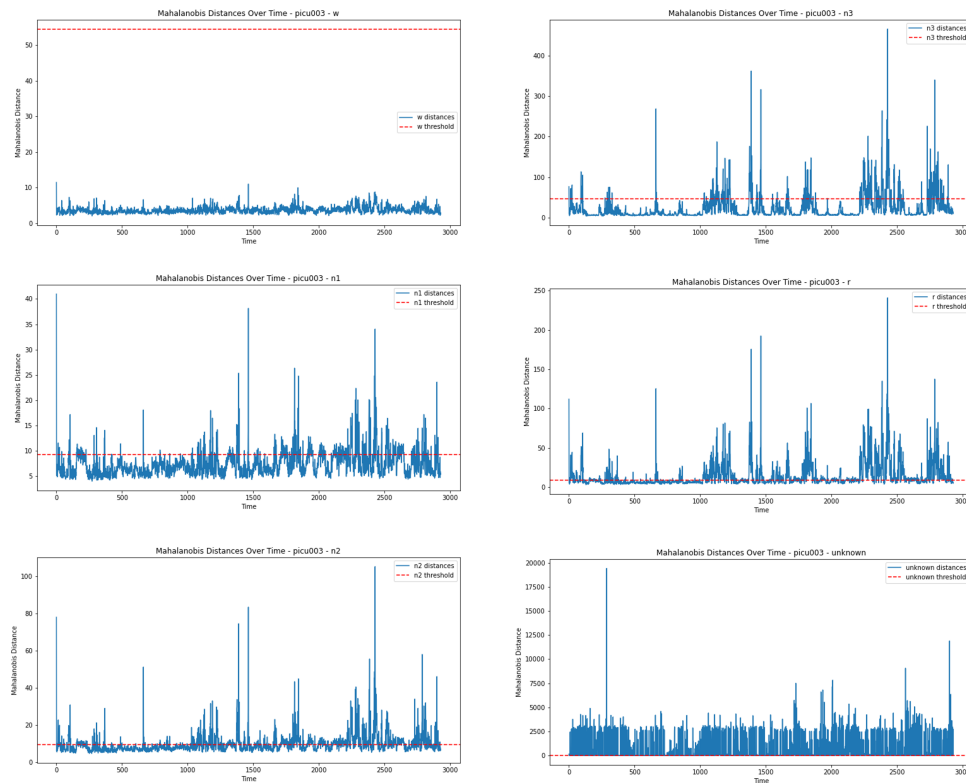 Mahalanobis Distances Over Time - picu003 - w
Mahalanobis Distance
50
40
30
20
10
0
w distances
w threshold
0
500
1000
1500
2000
2500
3000
Time
Mahalanobis Distances Over Time - picu003 - n3
Mahalanobis Distance
400
300
200
100
0
n3 distances
n3 threshold
0
500
1000
1500
2000
2500
300
Time
Mahalanobis Distances Over Time - picu003 - n1
Mahalanobis Distance
40
35
30
25
20
15
10
5
n1 distances
n1 threshold
0
500
1000
1500
2000
2500
3000
Time
Mahalanobis Distances Over Time - picu003 - r
Mahalanobis Distance
250
200
150
100
50
0
r distances
r threshold
0
500
1000
1500
2000
2500
300
Time
Mahalanobis Distances Over Time - picu003 - n2
Mahalanobis Distance
100
80
60
40
20
0
n2 distances
n2 threshold
0
500
1000
1500
2000
2500
3000
Time
Mahalanobis Distances Over Time - picu003 - unknown
Mahalanobis Distance
20000
17500
15000
12500
10000
7500
5000
2500
0
unknown distances
unknown threshold
0
500
1000
1500
2000
2500
300
Time